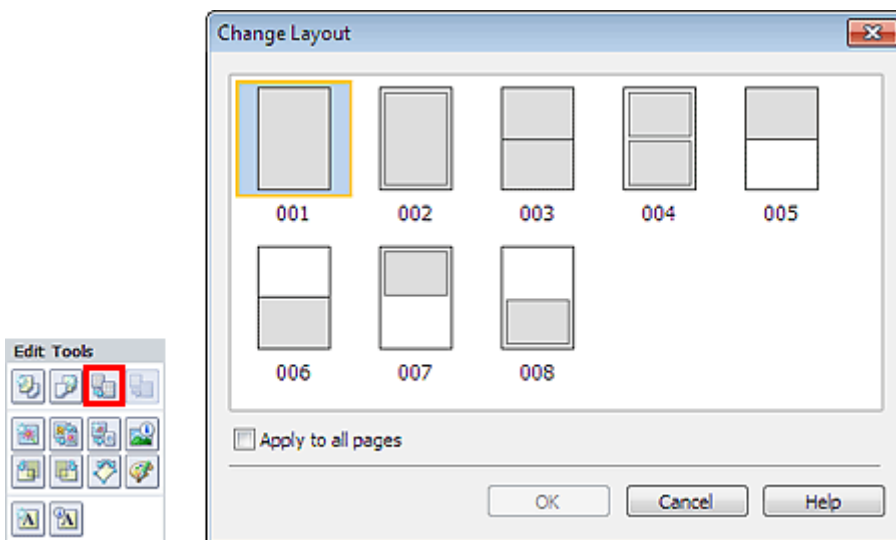 Change Layout
001 002 003 004 005
006 007 008
Apply to all pages
OK Cancel Help
Edit Tools
A A